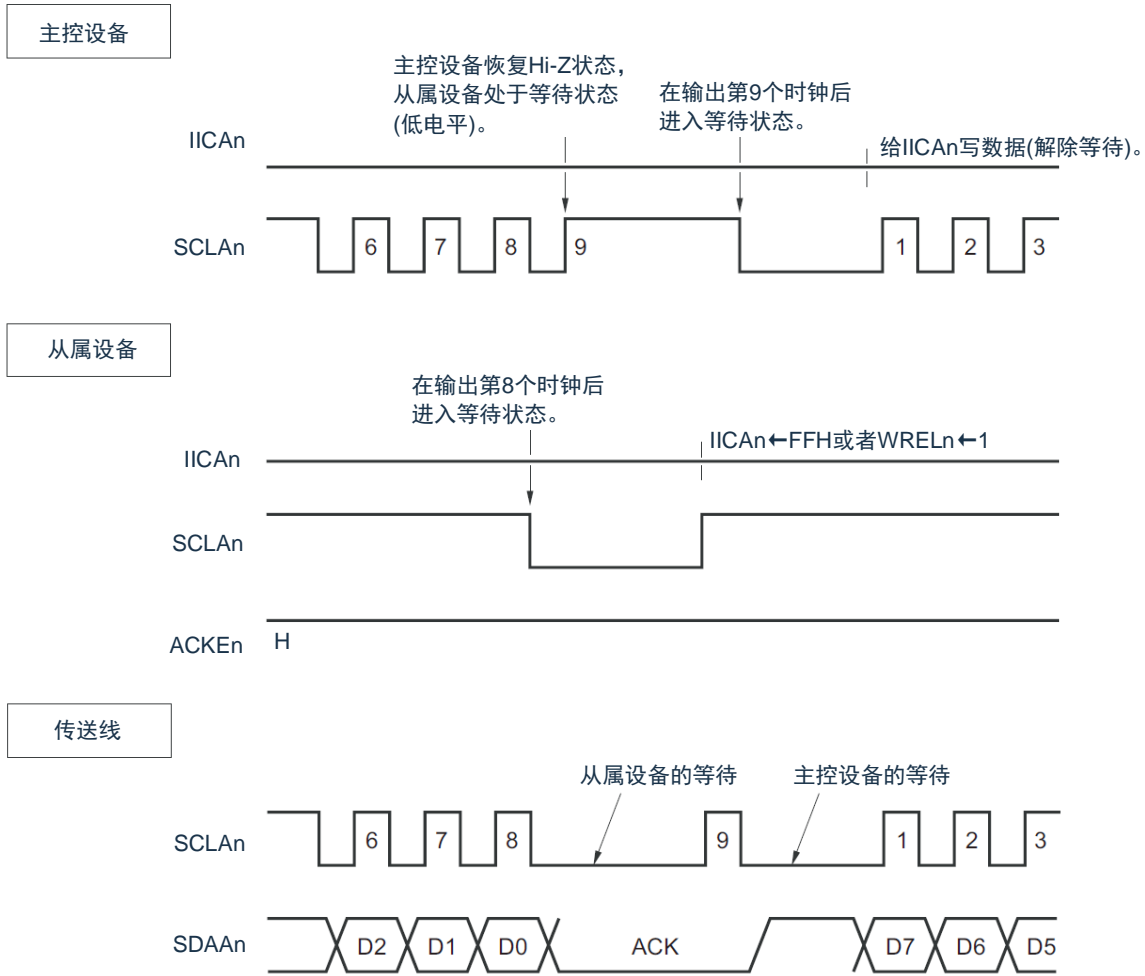 主控设备
主控设备恢复Hi-Z状态，
从属设备处于等待状态
(低电平)。
在输出第9个时钟后
进入等待状态。
IICAn
给IICAn写数据(解除等待)。
SCLAn
6 7 8 9 1 2 3
从属设备
在输出第8个时钟后
进入等待状态。
IICAn
IICAn←FFH或者WRELn←1
SCLAn
ACKEn H
传送线
从属设备的等待 主控设备的等待
SCLAn
6 7 8 9 1 2 3
SDAAn
D2 D1 D0 ACK D7 D6 D5